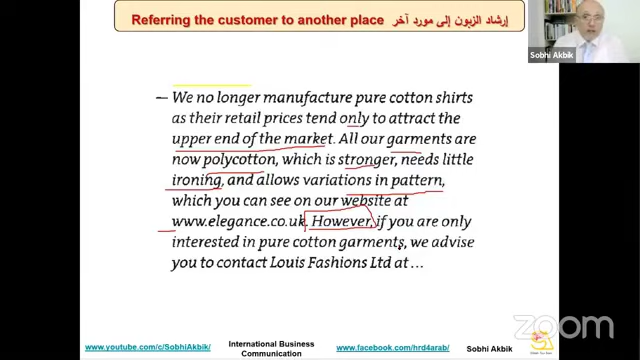 Referring the customer to another place إرشاد الزبون إلى مورد آخر
Sobhi Akbik
– We no longer manufacture pure cotton shirts
as their retail prices tend only to attract the
upper end of the market. All our garments are
now polycotton, which is stronger, needs little
ironing, and allows variations in pattern,
which you can see on our website at
www.elegance.co.uk. However, if you are only
interested in pure cotton garments, we advise
you to contact Louis Fashions Ltd at ...
zoom
www.youtube.com/c/SobhiAkbik/
International Business
Communication
www.facebook.com/hrd4arab/
Sobhi Akbik